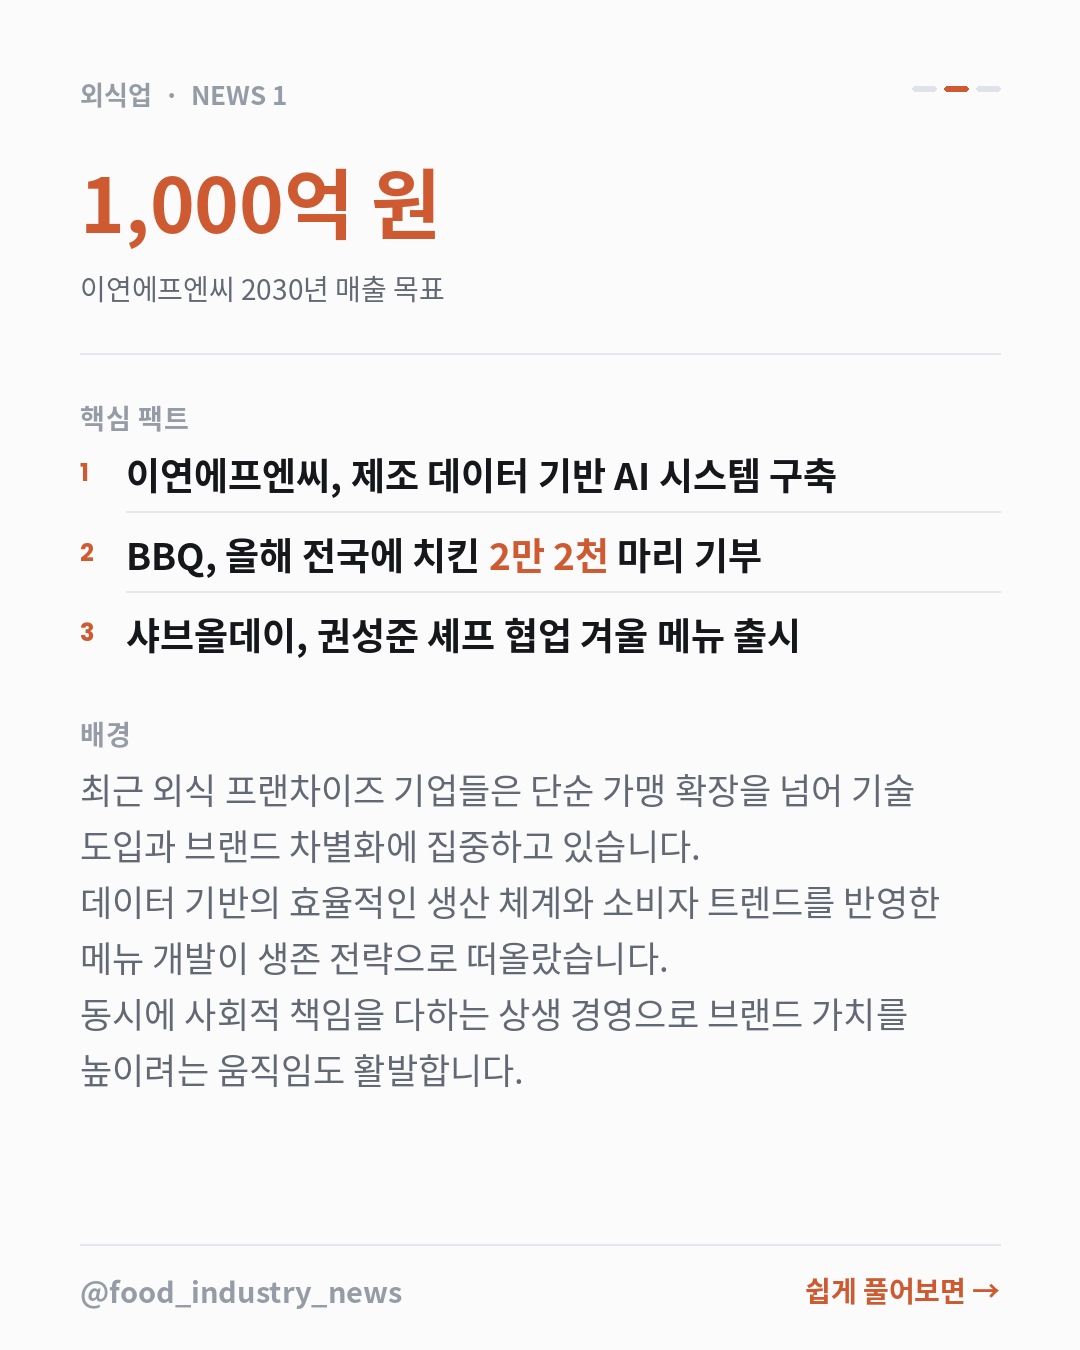 외식업 · NEWS 1
1,000억 원
이연에프엔씨 2030년 매출 목표
핵심 팩트
1 이연에프엔씨, 제조 데이터 기반 AI 시스템 구축
2 BBQ, 올해 전국에 치킨 2만 2천 마리 기부
3 샤브올데이, 권성준 셰프 협업 겨울 메뉴 출시
배경
최근 외식 프랜차이즈 기업들은 단순 가맹 확장을 넘어 기술
도입과 브랜드 차별화에 집중하고 있습니다.
데이터 기반의 효율적인 생산 체계와 소비자 트렌드를 반영한
메뉴 개발이 생존 전략으로 떠올랐습니다.
동시에 사회적 책임을 다하는 상생 경영으로 브랜드 가치를
높이려는 움직임도 활발합니다.
@food_industry_news
쉽게 풀어보면 →